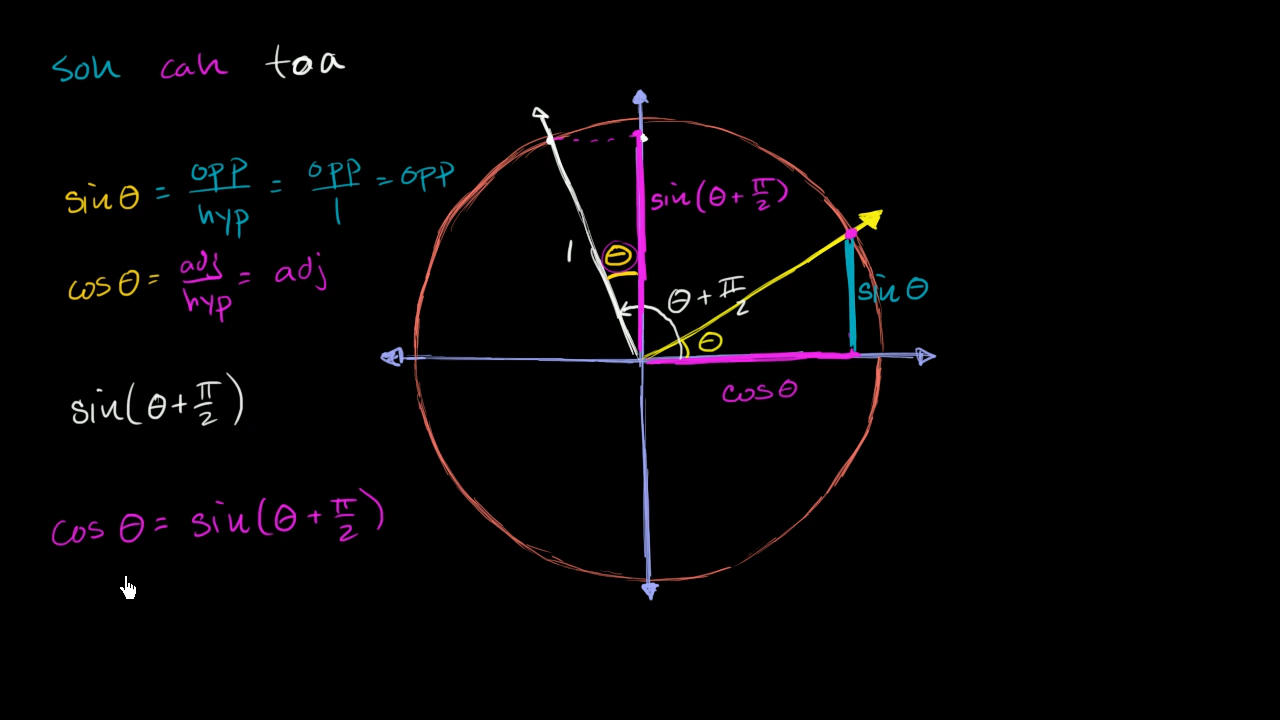 soh cah toa
sin θ = opp/hyp = opp/1 = opp
cos θ = adj/hyp = adj
sin(θ + π/2)
cos θ = sin(θ + π/2)
sin(θ + π/2)
1
θ
θ + π/2
θ
sin θ
cos θ